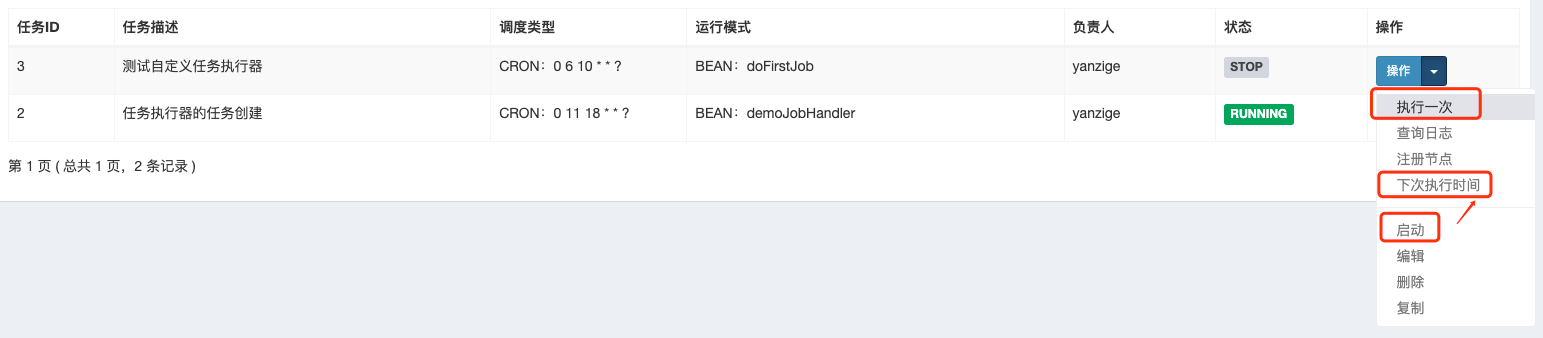 任务ID 任务描述 调度类型 运行模式 负责人 状态 操作
3 测试自定义任务执行器 CRON：0 6 10 * * ? BEAN：doFirstJob yanzige STOP 操作
2 任务执行器的任务创建 CRON：0 11 18 * * ? BEAN：demoJobHandler yanzige RUNNING
第 1 页 ( 总共 1 页，2 条记录 )
执行一次
查询日志
注册节点
下次执行时间
启动
编辑
删除
复制